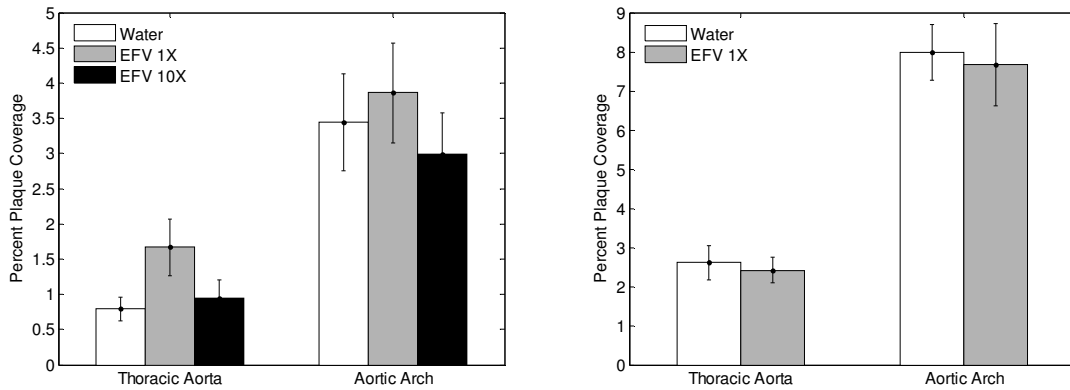 5
4.5
4
3.5
3
2.5
2
1.5
1
0.5
0
Percent Plaque Coverage
Water
EFV 1X
EFV 10X
Thoracic Aorta Aortic Arch
9
8
7
6
5
4
3
2
1
0
Percent Plaque Coverage
Water
EFV 1X
Thoracic Aorta Aortic Arch